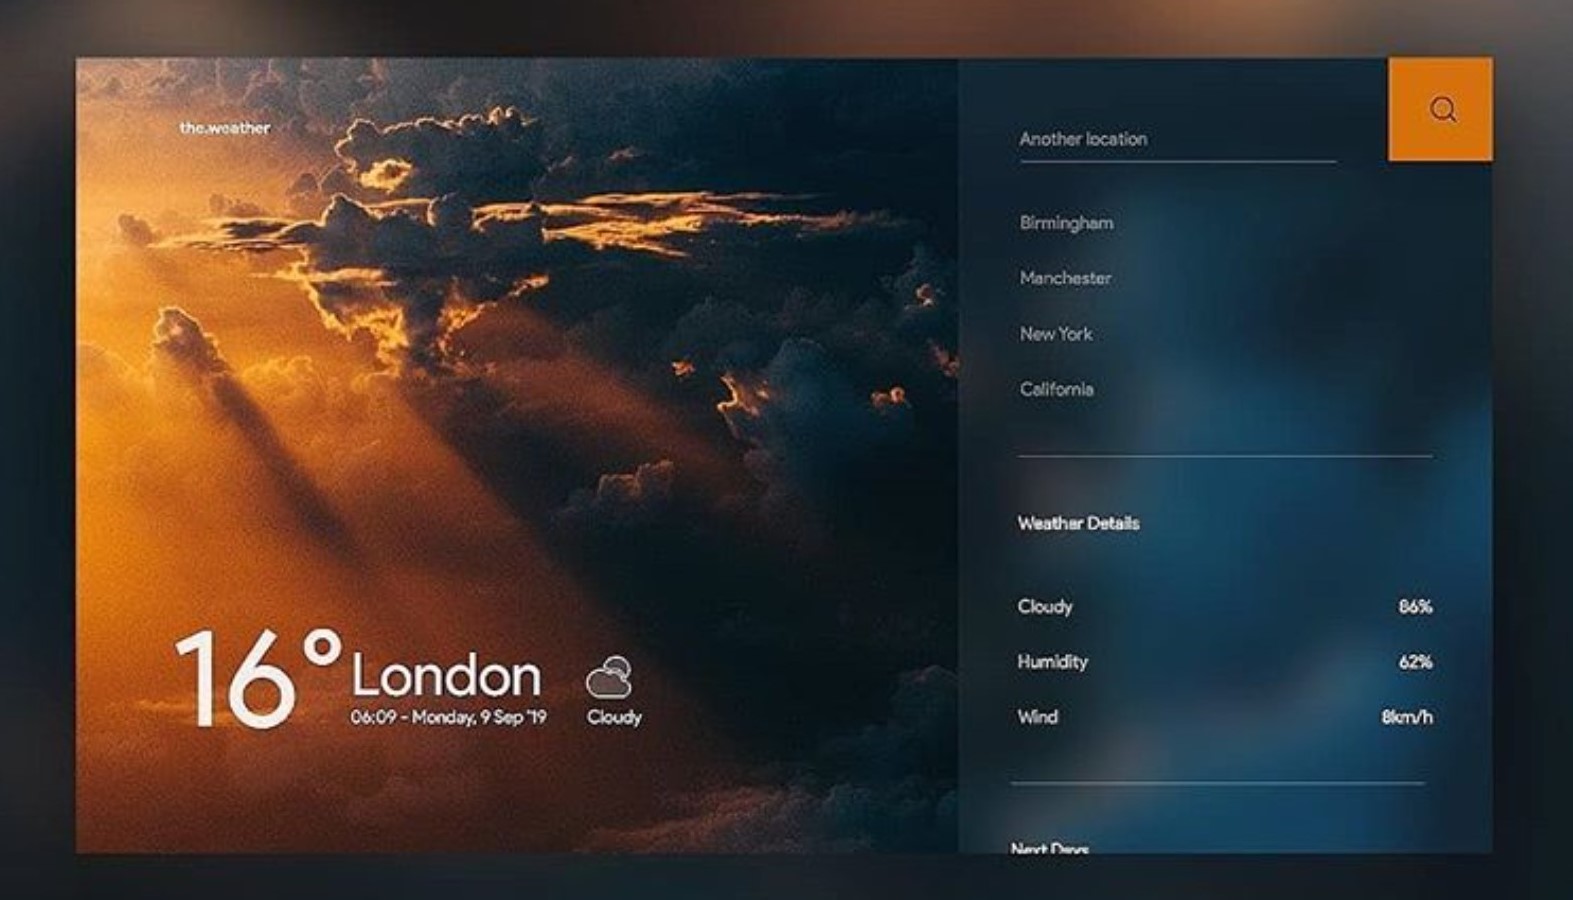 the.weather
16° London
06:09 - Monday, 9 Sep '19
Cloudy
Another location
Birmingham
Manchester
New York
California
Weather Details
Cloudy 86%
Humidity 62%
Wind 8km/h
Next Days